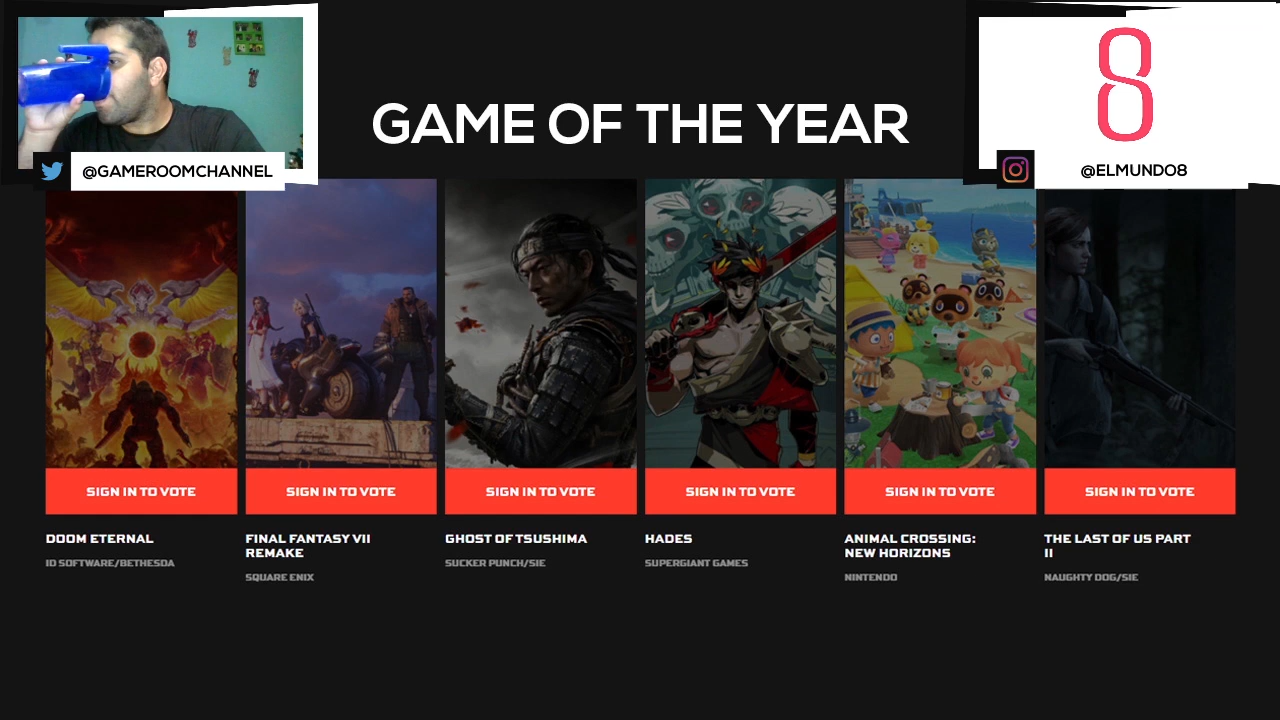 @GAMEROOMCHANNEL
GAME OF THE YEAR
8
@ELMUNDO8
SIGN IN TO VOTE
SIGN IN TO VOTE
SIGN IN TO VOTE
SIGN IN TO VOTE
SIGN IN TO VOTE
SIGN IN TO VOTE
DOOM ETERNAL
ID SOFTWARE/BETHESDA
FINAL FANTASY VII
REMAKE
SQUARE ENIX
GHOST OF TSUSHIMA
SUCKER PUNCH/SIE
HADES
SUPERGIANT GAMES
ANIMAL CROSSING:
NEW HORIZONS
NINTENDO
THE LAST OF US PART
II
NAUGHTY DOG/SIE